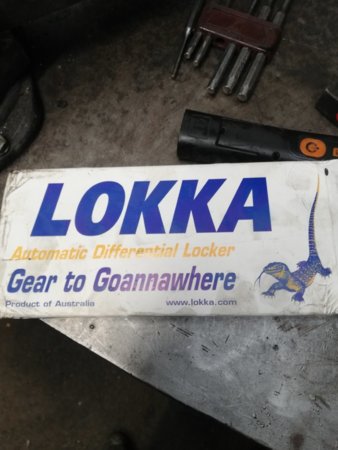 LOKKA
Automatic Differential Locker
Gear to Goannawhere
Product of Australia
www.lokka.com